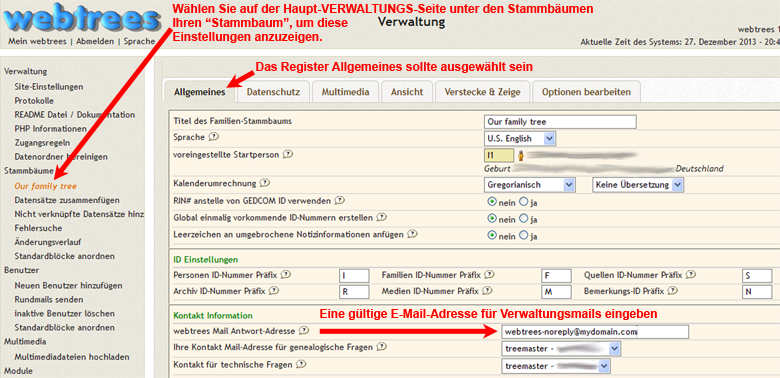 webtrees
Wählen Sie auf der Haupt-VERWALTUNGS-Seite unter den Stammbäumen
Ihren “Stammbaum”, um diese
Einstellungen anzuzeigen.
Verwaltung
webtrees 1
Mein webtrees | Abmelden | Sprache
Aktuelle Zeit des Systems: 27. Dezember 2013 - 20:4
Das Register Allgemeines sollte ausgewählt sein
Verwaltung
Site-Einstellungen
Protokolle
README Datei / Dokumentation
PHP Informationen
Zugangsregeln
Datenordner bereinigen
Stammbäume
Our family tree
Datensätze zusammenfügen
Nicht verknüpfte Datensätze hinz
Fehlersuche
Änderungsverlauf
Standardblöcke anordnen
Benutzer
Neuen Benutzer hinzufügen
Rundmails senden
inaktive Benutzer löschen
Standardblöcke anordnen
Multimedia
Multimediadateien hochladen
Module
Allgemeines Datenschutz Multimedia Ansicht Verstecke & Zeige Optionen bearbeiten
Titel des Familien-Stammbaums Our family tree
Sprache ? U.S. English
voreingestellte Startperson ? I1
Geburt Deutschland
Kalenderumrechnung ? Gregorianisch Keine Übersetzung
RIN# anstelle von GEDCOM ID verwenden ? nein ja
Global einmalig vorkommende ID-Nummern erstellen ? nein ja
Leerzeichen an umgebrochene Notizinformationen anfügen ? nein ja
ID Einstellungen
Personen ID-Nummer Präfix ? I Familien ID-Nummer Präfix ? F Quellen ID-Nummer Präfix ? S
Archiv ID-Nummer Präfix ? R Medien ID-Nummer Präfix ? M Bemerkungs-ID Präfix ? N
Kontakt Information
Eine gültige E-Mail-Adresse für Verwaltungsmails eingeben
webtrees Mail Antwort-Adresse ? webtrees-noreply@mydomain.com
Ihre Kontakt Mail-Adresse für genealogische Fragen ? treemaster -
Kontakt für technische Fragen ? treemaster -